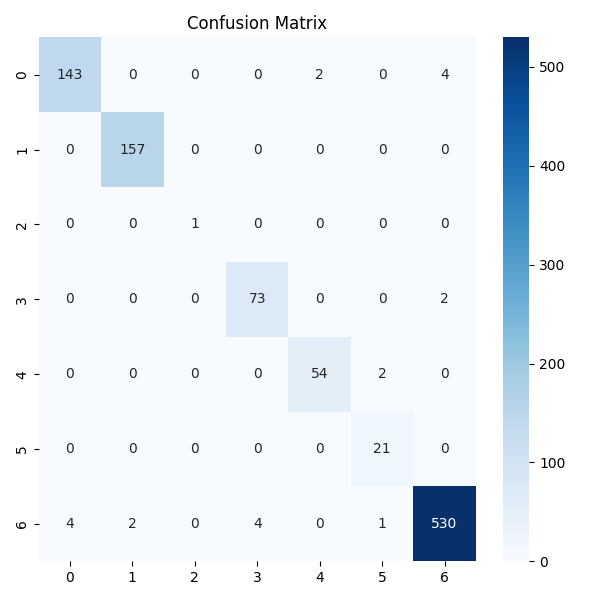 Confusion Matrix
0 143 0 0 0 2 0 4
1 0 157 0 0 0 0 0
2 0 0 1 0 0 0 0
3 0 0 0 73 0 0 2
4 0 0 0 0 54 2 0
5 0 0 0 0 0 21 0
6 4 2 0 4 0 1 530
0 1 2 3 4 5 6
500
400
300
200
100
0